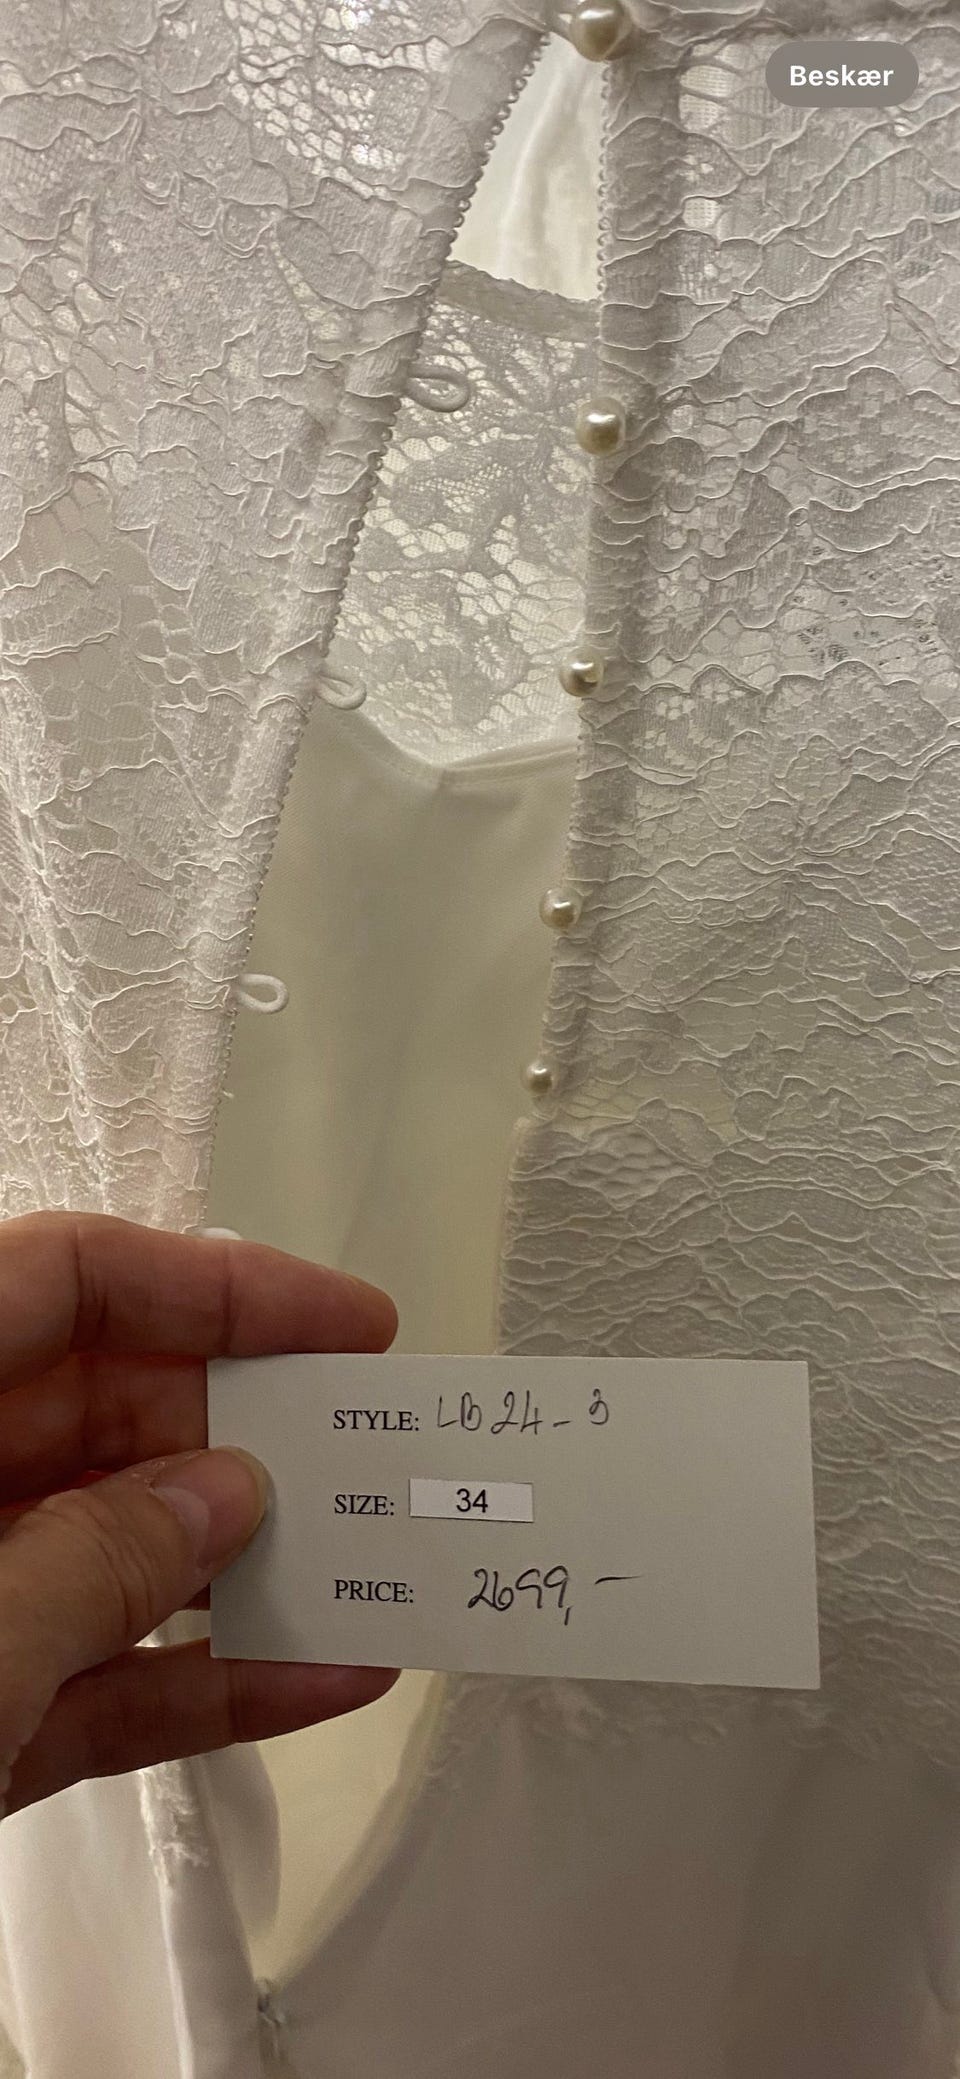 Beskær
STYLE: LB24-3
SIZE: 34
PRICE: 2699,-